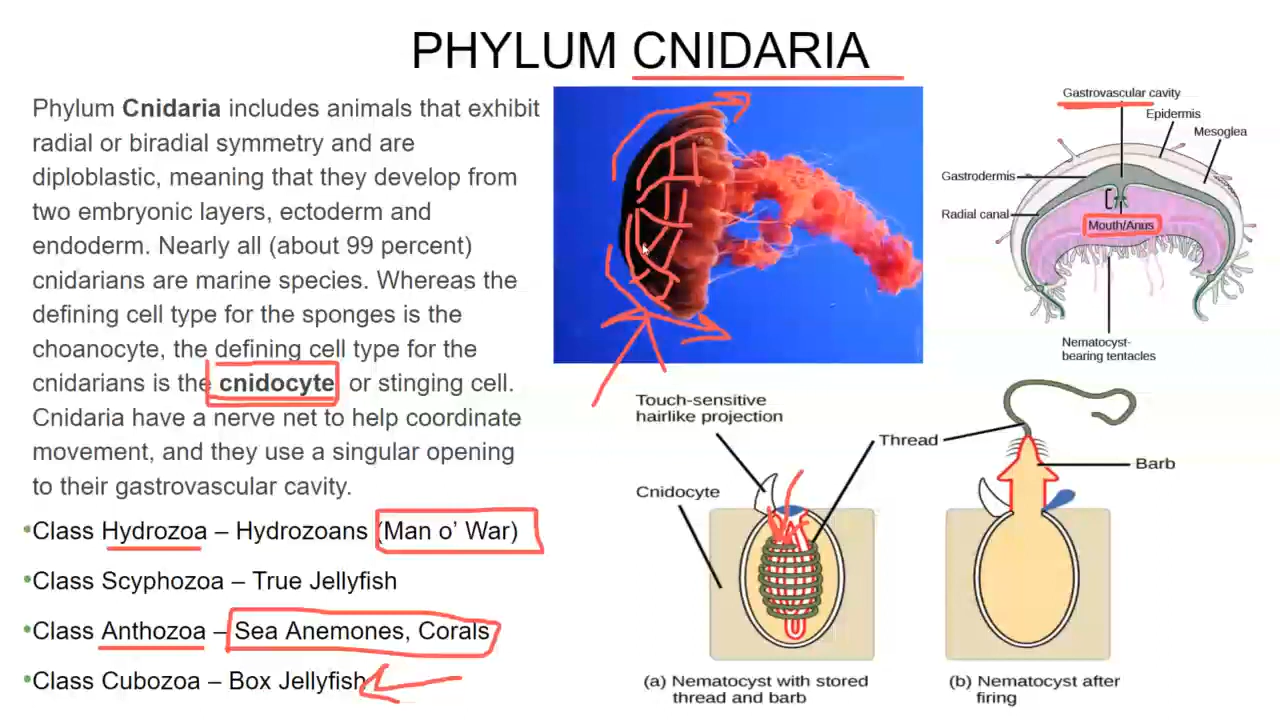 PHYLUM CNIDARIA
Phylum Cnidaria includes animals that exhibit
radial or biradial symmetry and are
diploblastic, meaning that they develop from
two embryonic layers, ectoderm and
endoderm. Nearly all (about 99 percent)
cnidarians are marine species. Whereas the
defining cell type for the sponges is the
choanocyte, the defining cell type for the
cnidarians is the cnidocyte or stinging cell.
Cnidaria have a nerve net to help coordinate
movement, and they use a singular opening
to their gastrovascular cavity.
•Class Hydrozoa – Hydrozoans (Man o’ War)
•Class Scyphozoa – True Jellyfish
•Class Anthozoa – Sea Anemones, Corals
•Class Cubozoa – Box Jellyfish
Gastrovascular cavity
Epidermis
Mesoglea
Gastrodermis
Radial canal
Mouth/Anus
Nematocyst-
bearing tentacles
Touch-sensitive
hairlike projection
Thread
Barb
Cnidocyte
(a) Nematocyst with stored
thread and barb
(b) Nematocyst after
firing